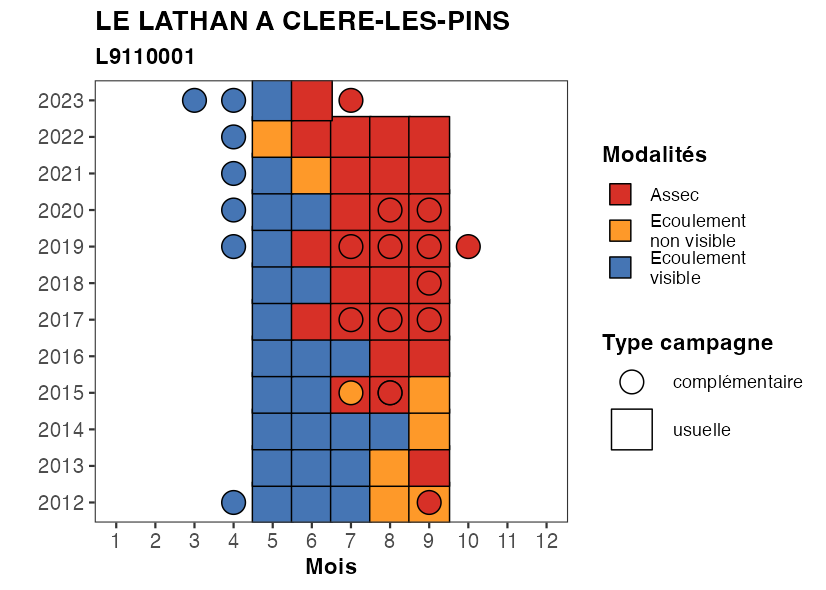 LE LATHAN A CLERE-LES-PINS
L9110001
2023
2022
2021
2020
2019
2018
2017
2016
2015
2014
2013
2012
1 2 3 4 5 6 7 8 9 10 11 12
Mois
Modalités
Assec
Ecoulement
non visible
Ecoulement
visible
Type campagne
complémentaire
usuelle